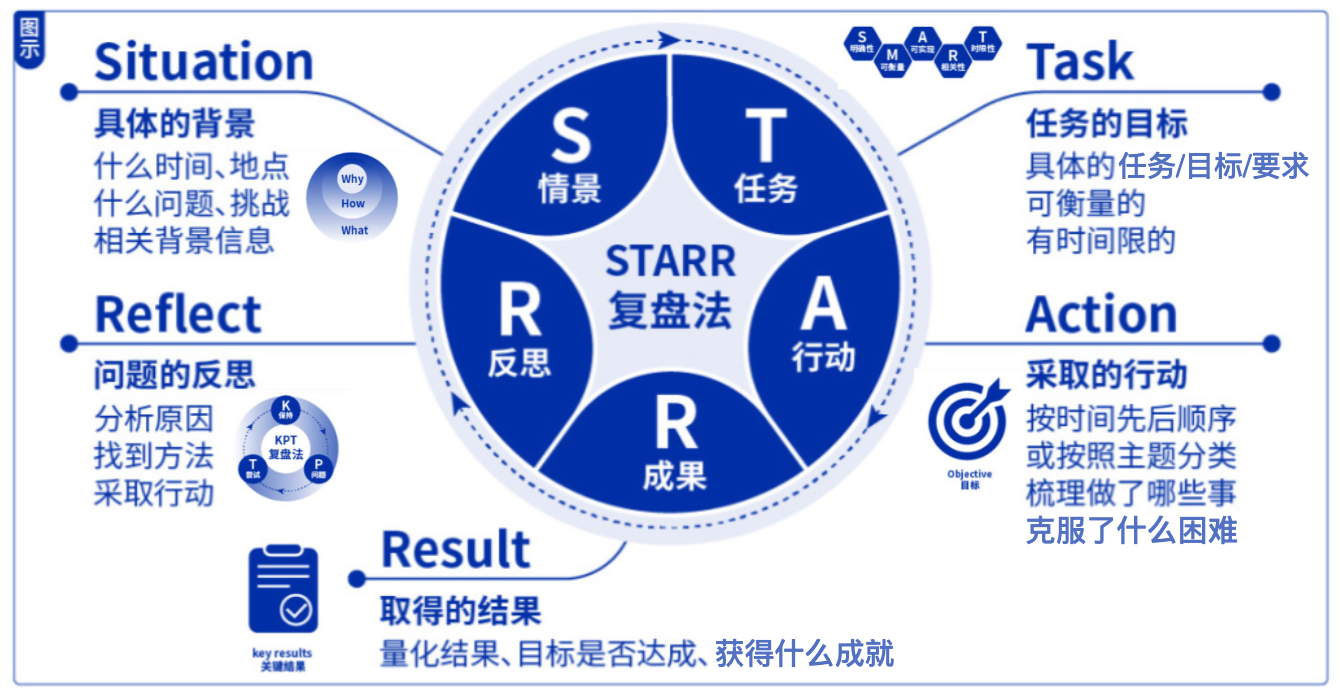 图示
Situation
具体的背景
什么时间、地点
什么问题、挑战
相关背景信息
Why
How
What
S
明确性
M
可衡量
A
可实现
R
相关性
T
时限性
Task
任务的目标
具体的任务/目标/要求
可衡量的
有时间限的
S
情景
T
任务
STARR
复盘法
R
反思
A
行动
R
成果
Reflect
问题的反思
分析原因
找到方法
采取行动
K
保持
KPT
复盘法
T
尝试
P
问题
Action
采取的行动
按时间先后顺序
或按照主题分类
梳理做了哪些事
克服了什么困难
Objective
目标
Result
取得的结果
量化结果、目标是否达成、获得什么成就
key results
关键结果